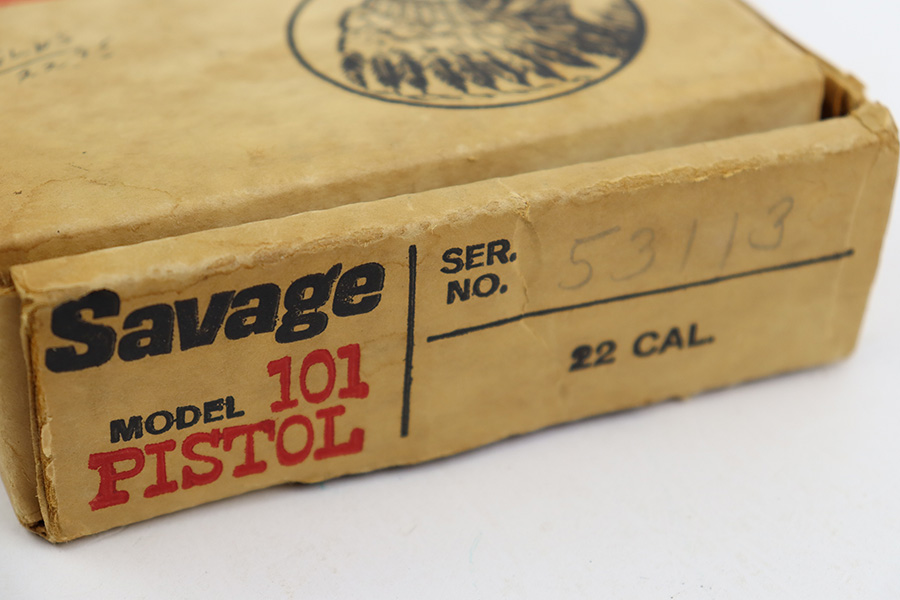 Savage
MODEL 101
PISTOL
SER.
NO. 53113
22 CAL.